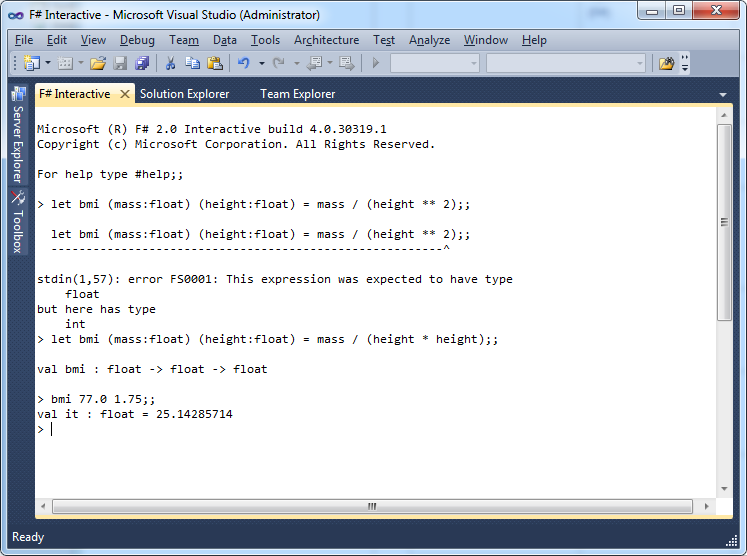 F# Interactive - Microsoft Visual Studio (Administrator)
File Edit View Debug Team Data Tools Architecture Test Analyze Window Help
F# Interactive Solution Explorer Team Explorer
Server Explorer
Toolbox
Microsoft (R) F# 2.0 Interactive build 4.0.30319.1
Copyright (c) Microsoft Corporation. All Rights Reserved.
For help type #help;;
> let bmi (mass:float) (height:float) = mass / (height ** 2);;
let bmi (mass:float) (height:float) = mass / (height ** 2);;
--------------------------------------------------------^
stdin(1,57): error FS0001: This expression was expected to have type
float
but here has type
int
> let bmi (mass:float) (height:float) = mass / (height * height);;
val bmi : float -> float -> float
> bmi 77.0 1.75;;
val it : float = 25.14285714
>
Ready